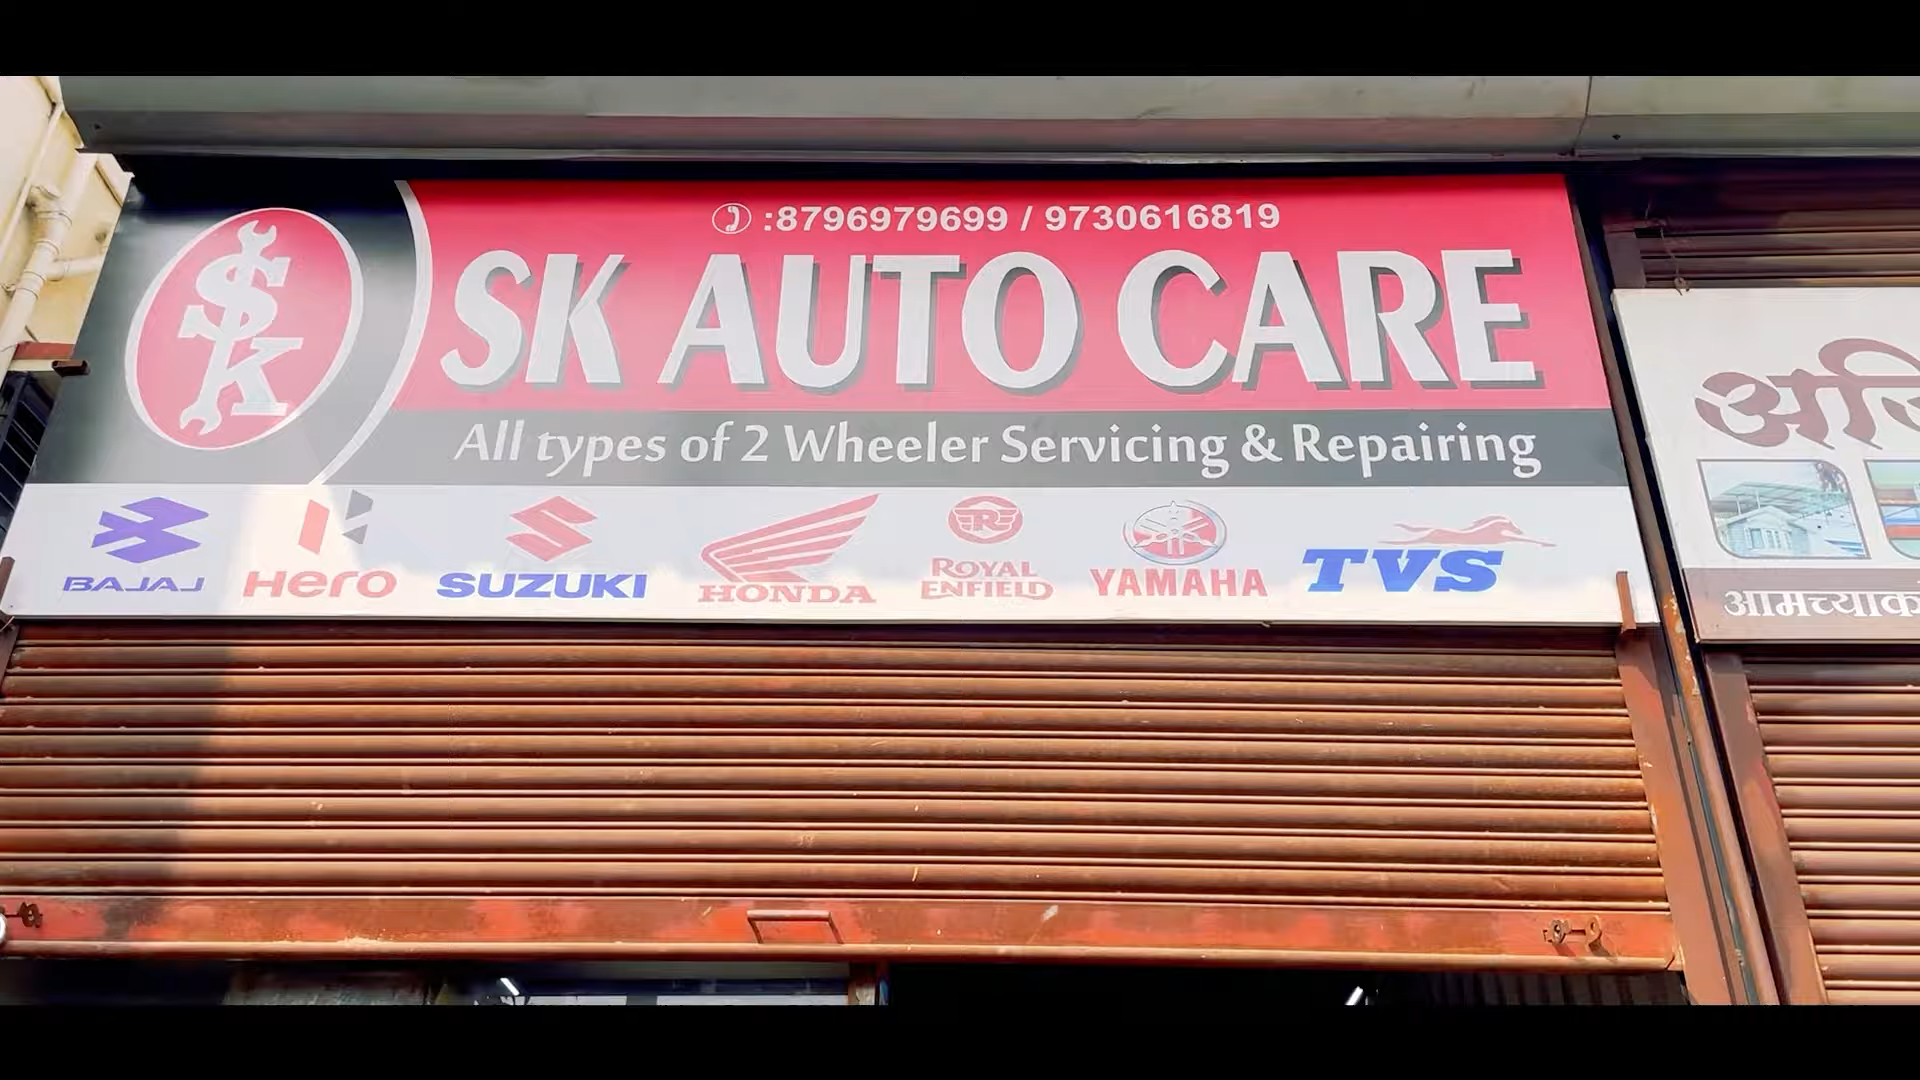 :8796979699 / 9730616819
SK
SK AUTO CARE
All types of 2 Wheeler Servicing & Repairing
BAJAJ Hero SUZUKI HONDA ROYAL ENFIELD YAMAHA TVS
R